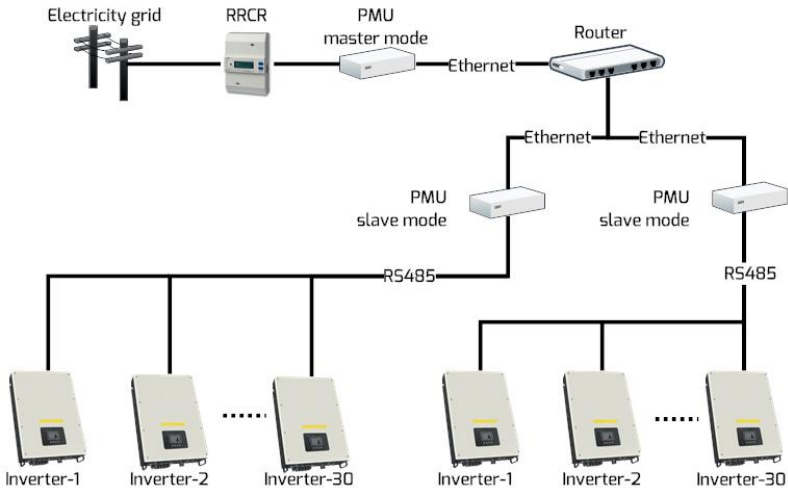 Electricity grid
RRCR
PMU
master mode
Router
Ethernet
Ethernet
Ethernet
PMU
slave mode
PMU
slave mode
RS485
RS485
Inverter-1
Inverter-2
Inverter-30
Inverter-1
Inverter-2
Inverter-30